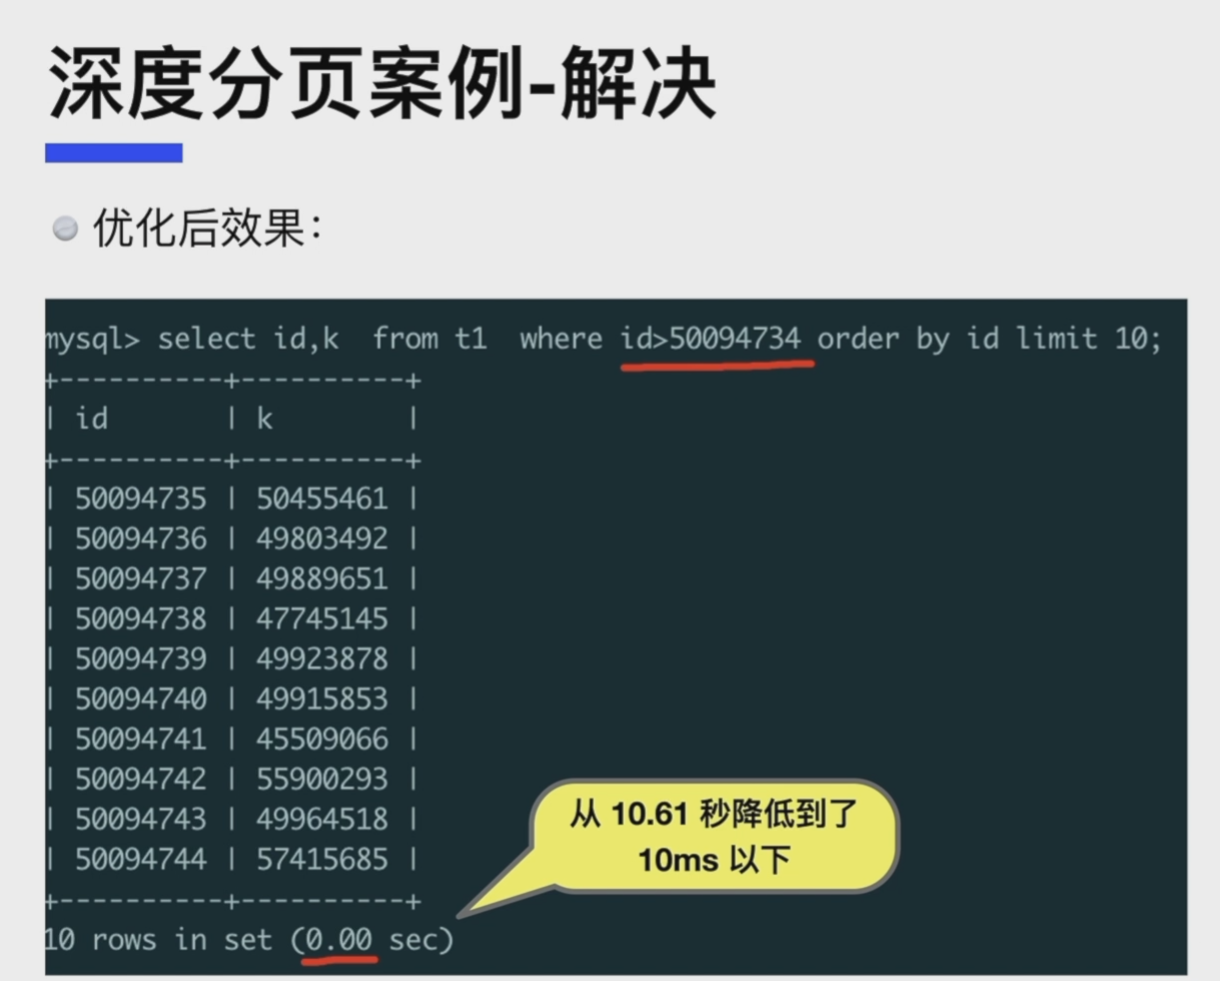 深度分页案例-解决
优化后效果：
mysql> select id,k  from t1  where id>50094734 order by id limit 10;
+----------+----------+
| id       | k        |
+----------+----------+
| 50094735 | 50455461 |
| 50094736 | 49803492 |
| 50094737 | 49889651 |
| 50094738 | 47745145 |
| 50094739 | 49923878 |
| 50094740 | 49915853 |
| 50094741 | 45509066 |
| 50094742 | 55900293 |
| 50094743 | 49964518 |
| 50094744 | 57415685 |
+----------+----------+
10 rows in set (0.00 sec)
从 10.61 秒降低到了
10ms 以下